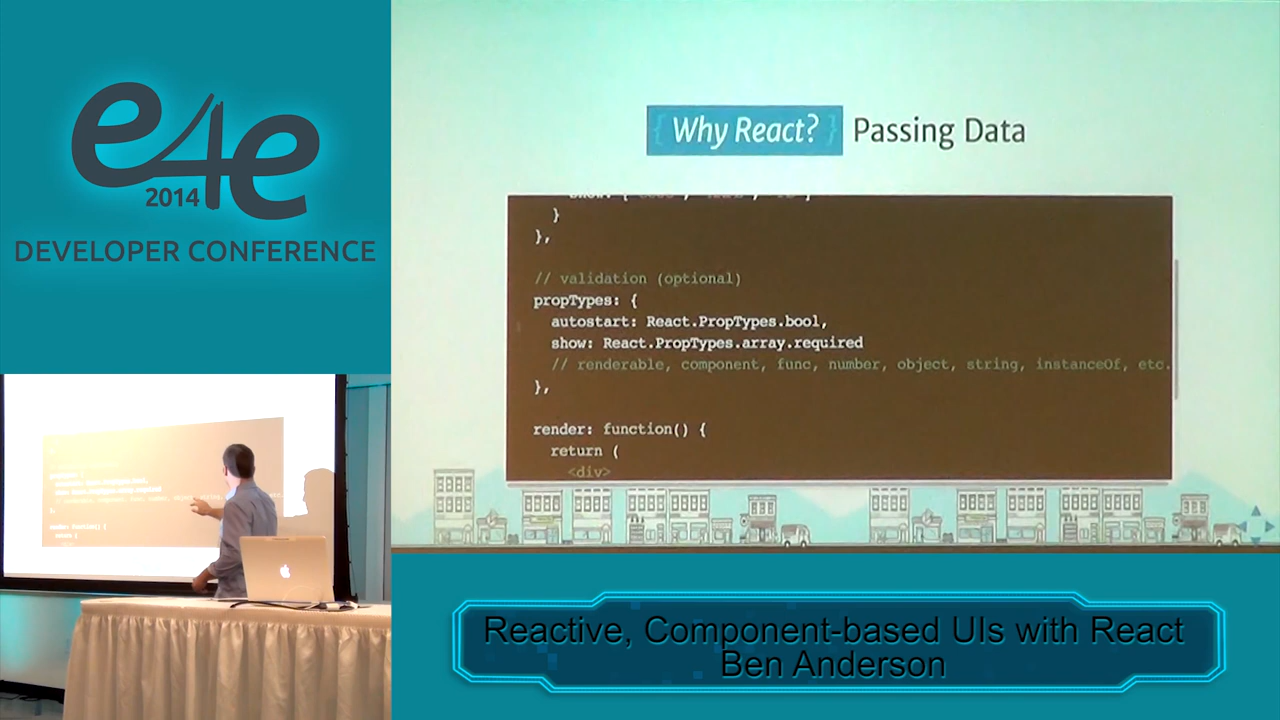 e4e
2014
DEVELOPER CONFERENCE
{ Why React? } Passing Data
}
},
// validation (optional)
propTypes: {
autostart: React.PropTypes.bool,
show: React.PropTypes.array.required
// renderable, component, func, number, object, string, instanceOf, etc.
},
render: function() {
return (
<div>
Reactive, Component-based UIs with React
Ben Anderson